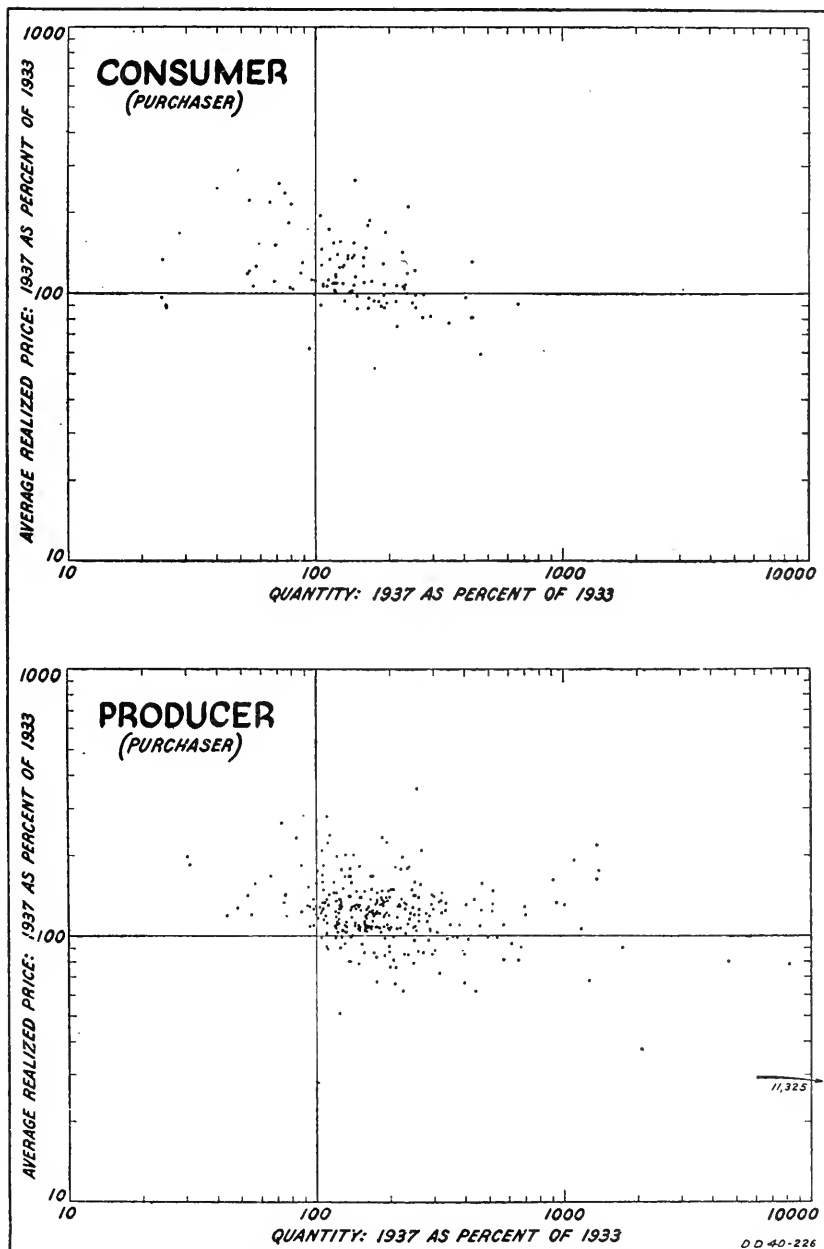 1000
CONSUMER
(PURCHASER)
AVERAGE REALIZED PRICE: 1937 AS PERCENT OF 1933
100
10
10
100
1000
10000
QUANTITY: 1937 AS PERCENT OF 1933
1000
PRODUCER
(PURCHASER)
AVERAGE REALIZED PRICE: 1937 AS PERCENT OF 1933
100
11,325
10
10
100
1000
10000
QUANTITY: 1937 AS PERCENT OF 1933
DD 40-226